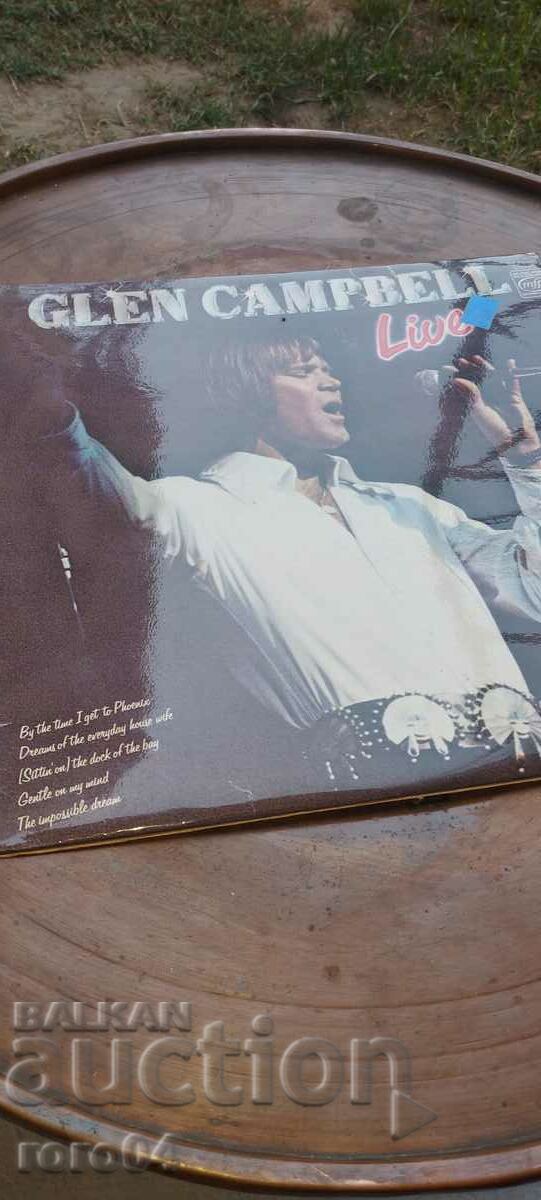 GLEN CAMPBELL
Live
mfp
By the time I get to Phoenix
Dreams of the everyday house wife
[Sittin' on] the dock of the bay
Gentle on my mind
The impossible dream
BALKAN
auction
roro04